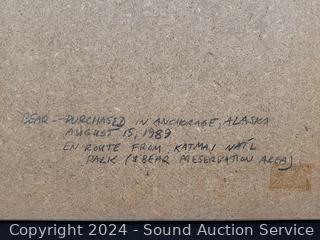 BEAR -- PURCHASED IN ANCHORAGE, ALASKA
AUGUST 15, 1989
EN ROUTE FROM KATMAI NAT'L
PARK (& BEAR PRESERVATION AREA)
Copyright 2024 - Sound Auction Service